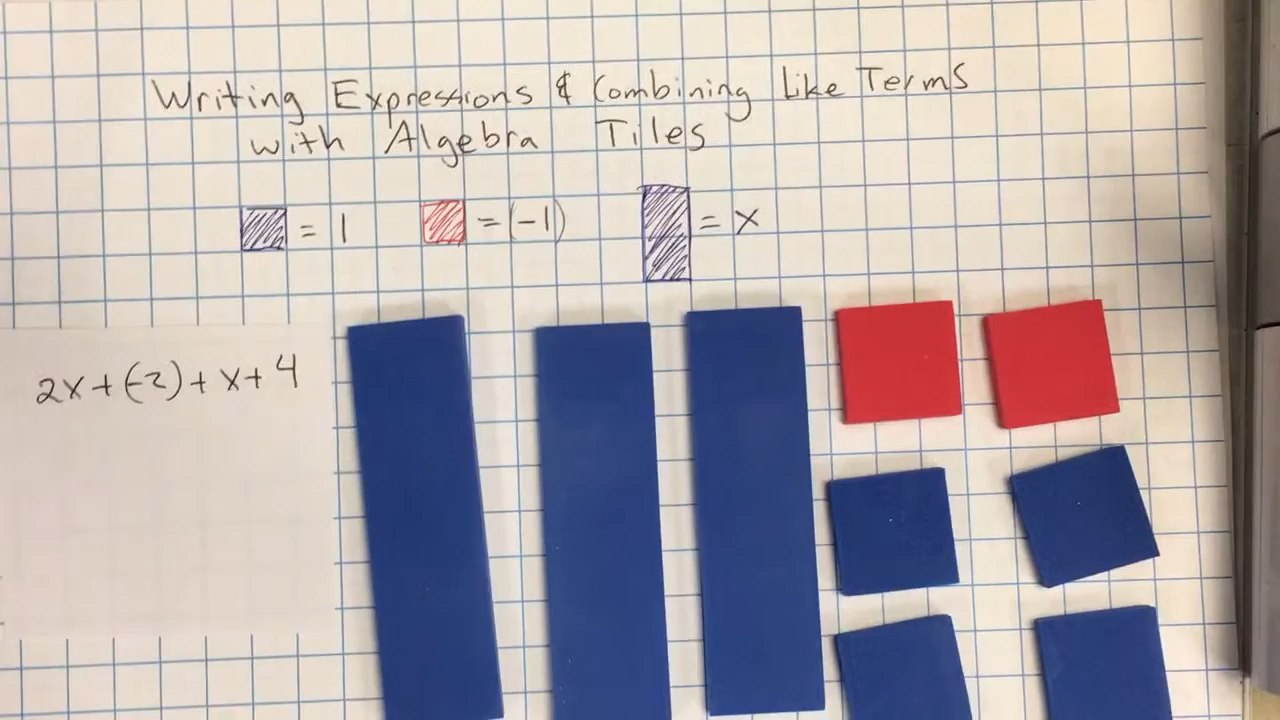 Writing Expressions & Combining Like Terms
with Algebra Tiles
= 1 = (-1) = x
2x + (-2) + x + 4